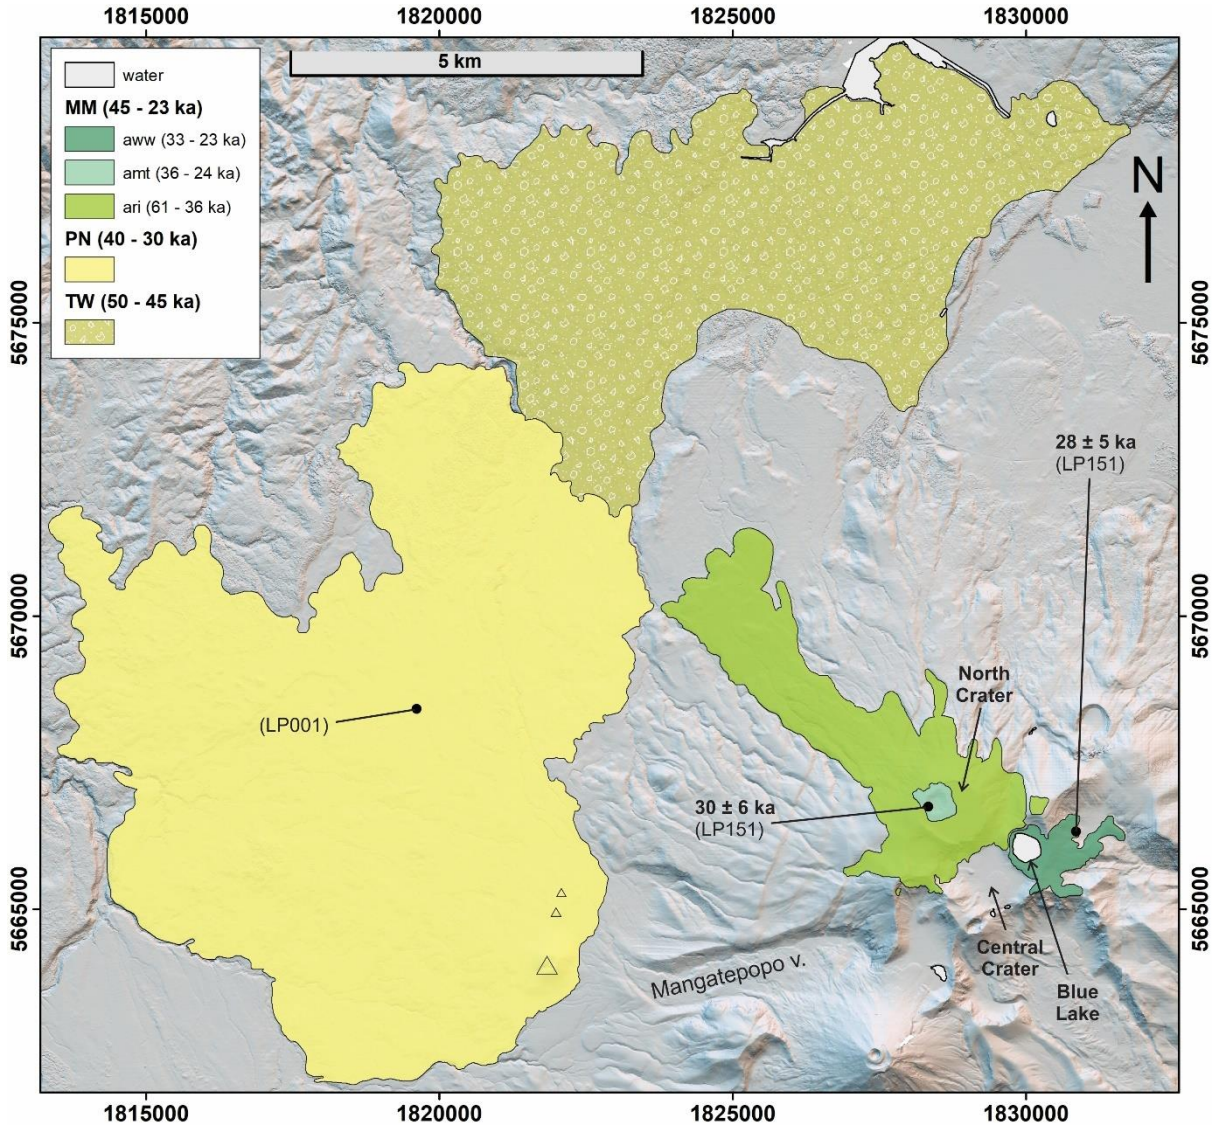 1815000 1820000 1825000 1830000
5 km
water
MM (45 - 23 ka)
aww (33 - 23 ka)
amt (36 - 24 ka)
ari (61 - 36 ka)
PN (40 - 30 ka)
TW (50 - 45 ka)
N
5675000 5675000
28 ± 5 ka
(LP151)
5670000 5670000
North
Crater
(LP001)
30 ± 6 ka
(LP151)
5665000 5665000
Central
Crater
Mangatepopo v.
Blue
Lake
1815000 1820000 1825000 1830000